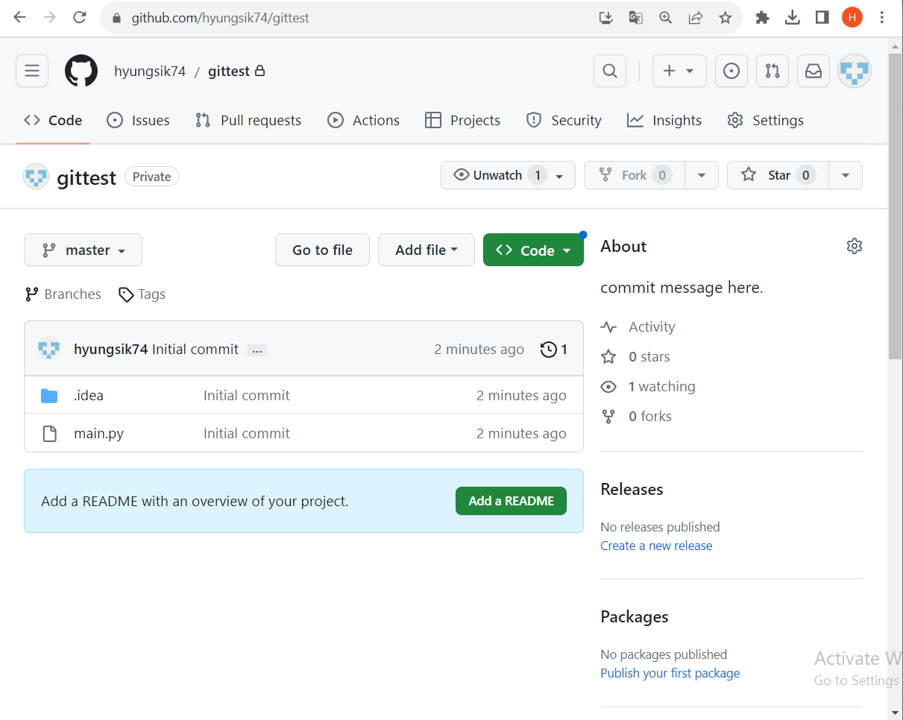 github.com/hyungsik74/gittest
H
hyungsik74 / gittest
Code Issues Pull requests Actions Projects Security Insights Settings
gittest Private
Unwatch 1 Fork 0 Star 0
master Go to file Add file Code
Branches Tags
hyungsik74 Initial commit ... 2 minutes ago 1
.idea Initial commit 2 minutes ago
main.py Initial commit 2 minutes ago
Add a README with an overview of your project. Add a README
About
commit message here.
Activity
0 stars
1 watching
0 forks
Releases
No releases published
Create a new release
Packages
No packages published
Publish your first package
Activate W
Go to Settings